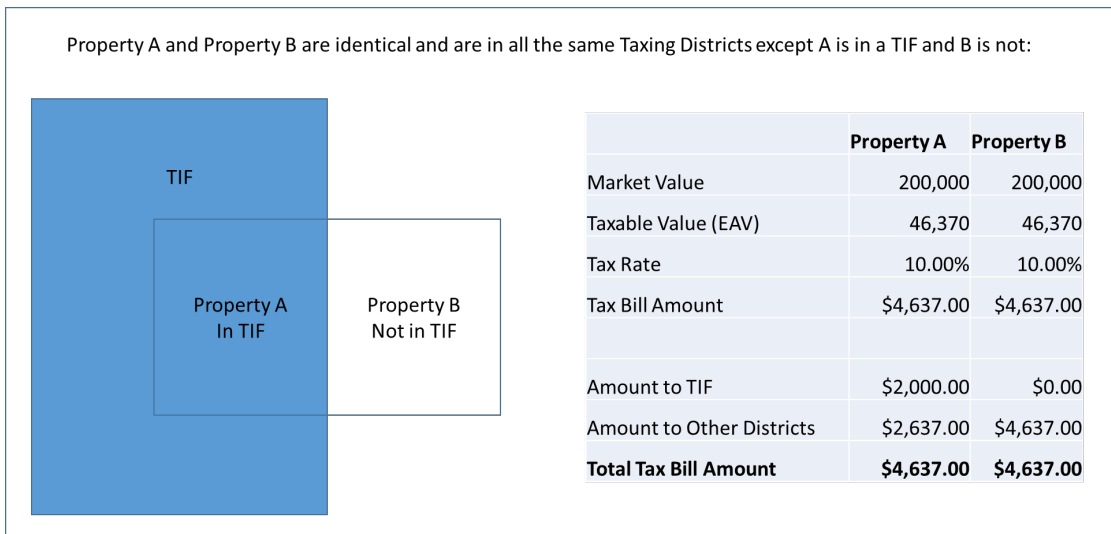 Property A and Property B are identical and are in all the same Taxing Districts except A is in a TIF and B is not:
TIF
Property A
In TIF
Property B
Not in TIF
Property A Property B
Market Value 200,000 200,000
Taxable Value (EAV) 46,370 46,370
Tax Rate 10.00% 10.00%
Tax Bill Amount $4,637.00 $4,637.00
Amount to TIF $2,000.00 $0.00
Amount to Other Districts $2,637.00 $4,637.00
Total Tax Bill Amount $4,637.00 $4,637.00